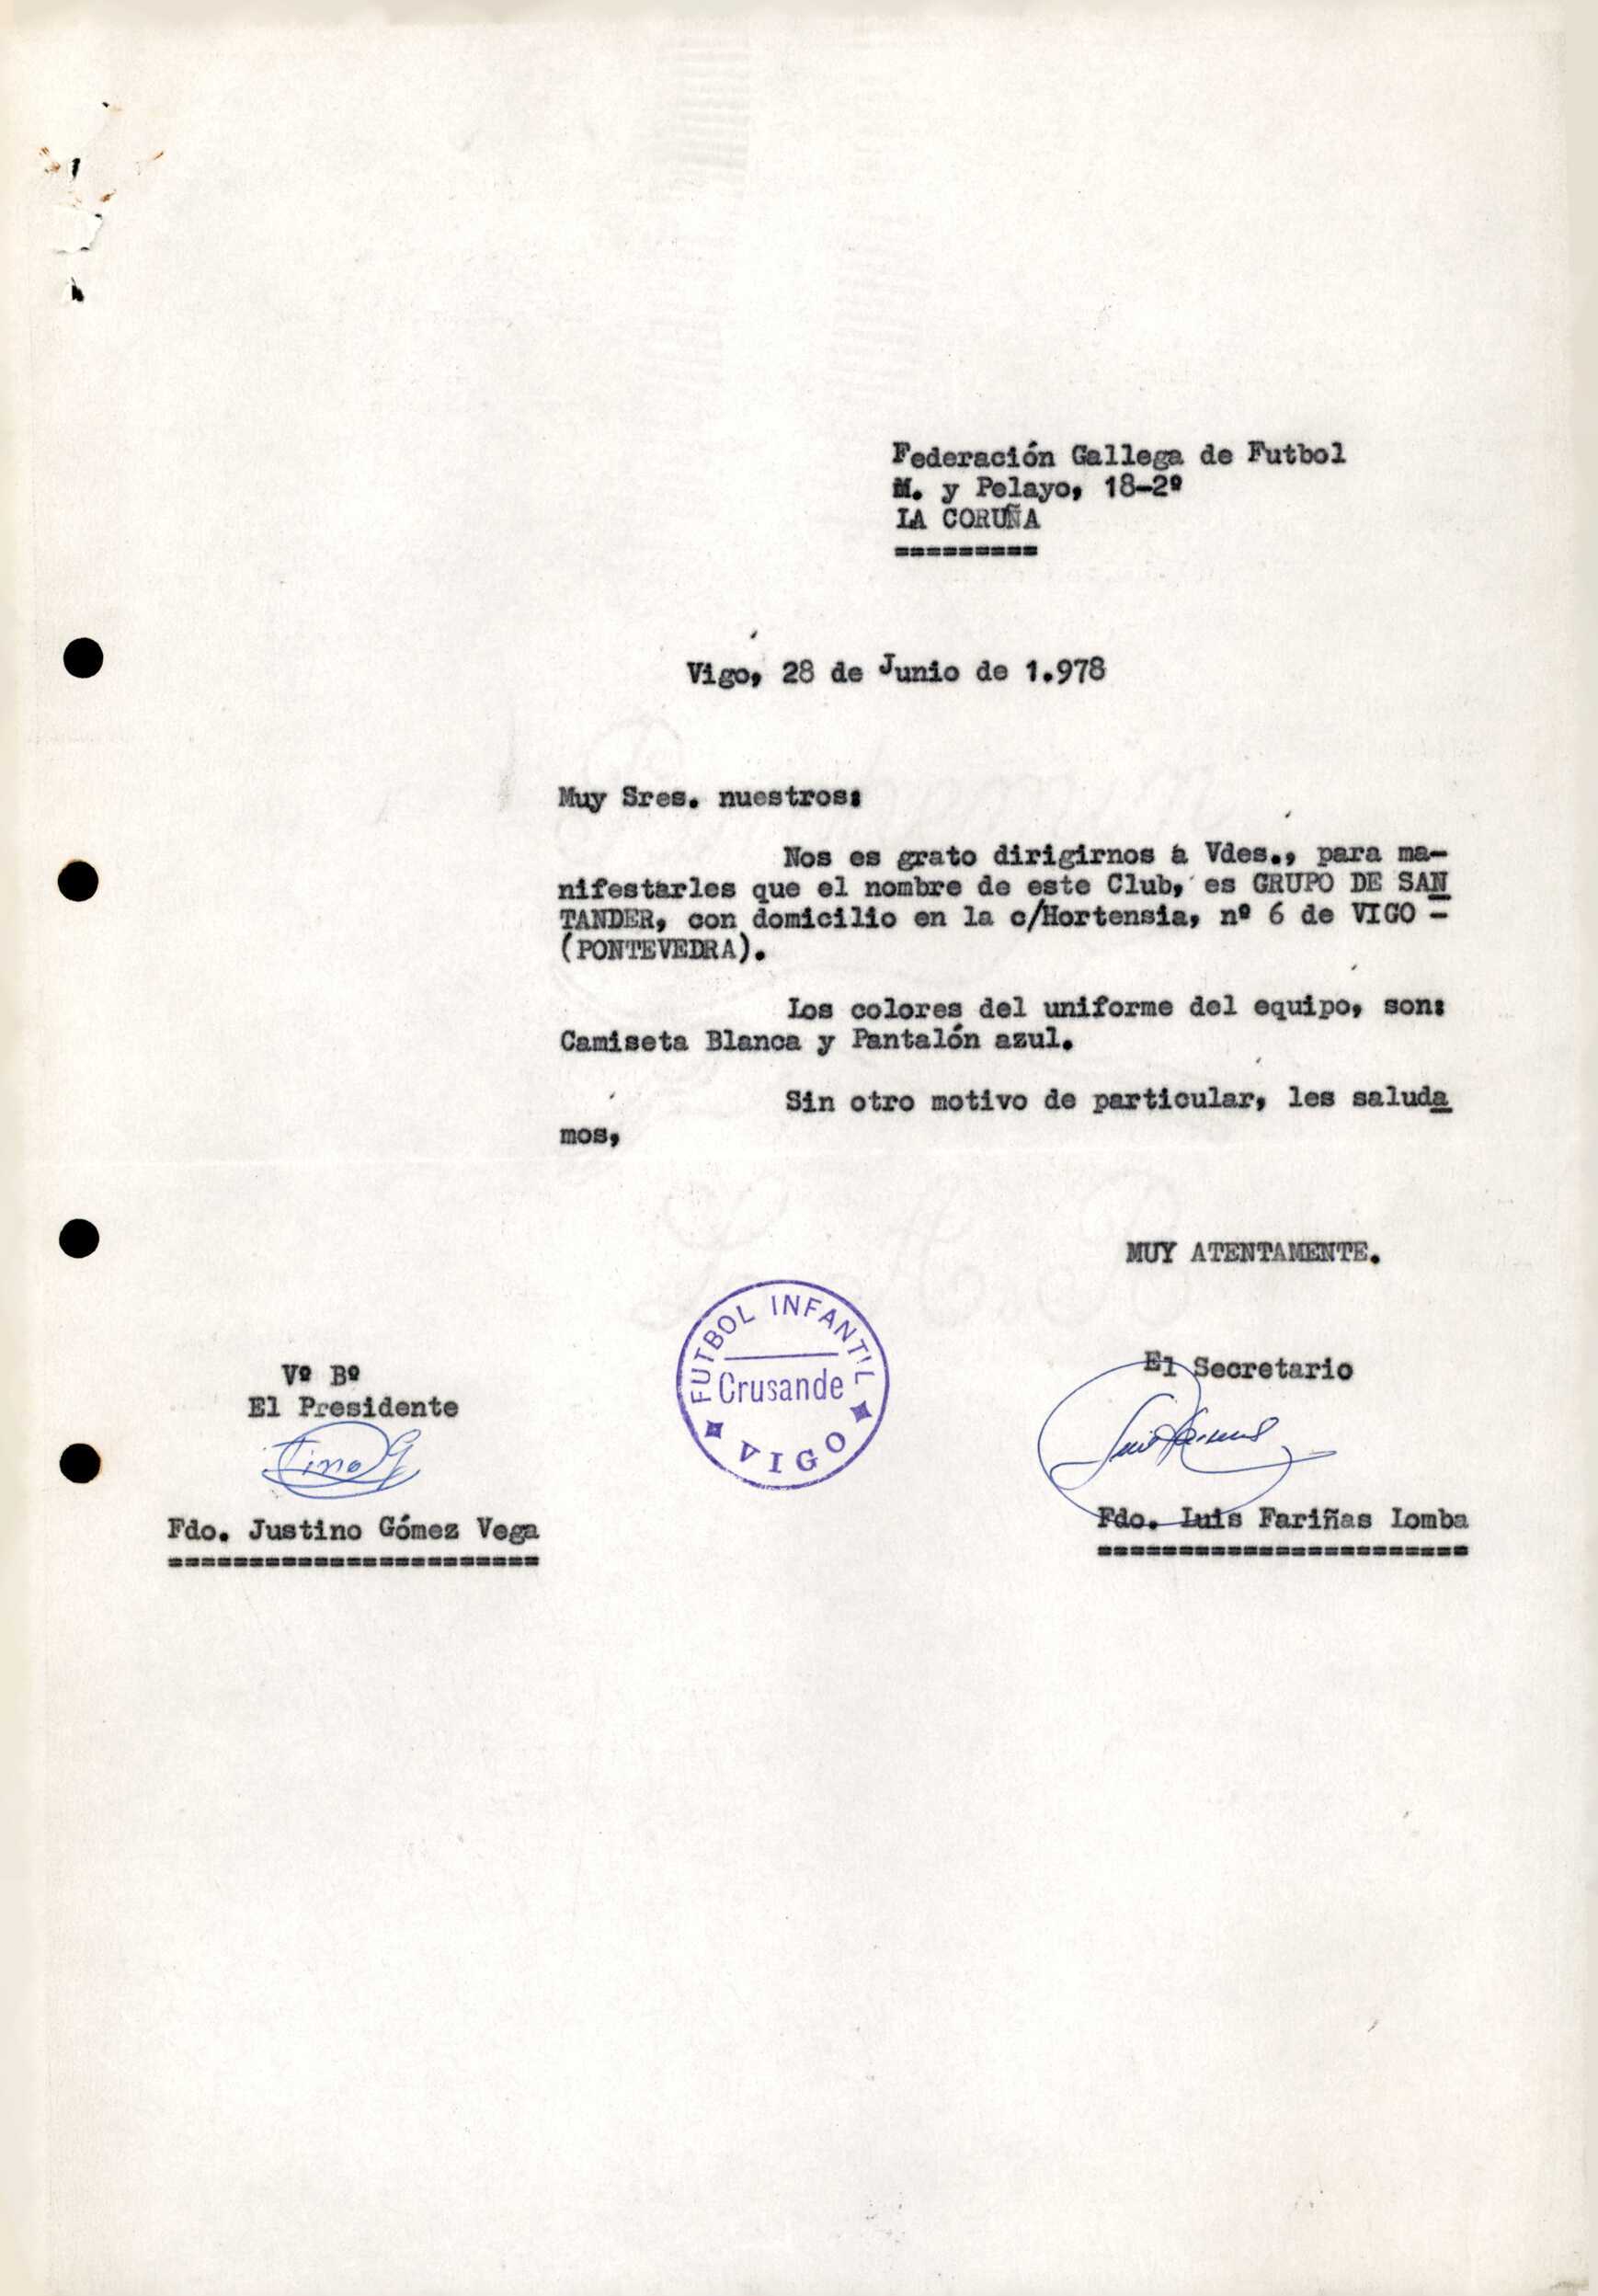 Federación Gallega de Futbol
M. y Pelayo, 18-2º
LA CORUÑA
=========
Vigo, 28 de Junio de 1.978
Muy Sres. nuestros:
Nos es grato dirigirnos a Vdes., para ma-
nifestarles que el nombre de este Club, es GRUPO DE SAN
TANDER, con domicilio en la c/Hortensia, nº 6 de VIGO -
(PONTEVEDRA).
Los colores del uniforme del equipo, son:
Camiseta Blanca y Pantalón azul.
Sin otro motivo de particular, les saluda
mos,
MUY ATENTAMENTE.
FUTBOL INFANTIL
Crusande
VIGO
Vº Bº
El Presidente
Tino G
Fdo. Justino Gómez Vega
=======================
El Secretario
Fdo. Luis Fariñas Lomba
=======================